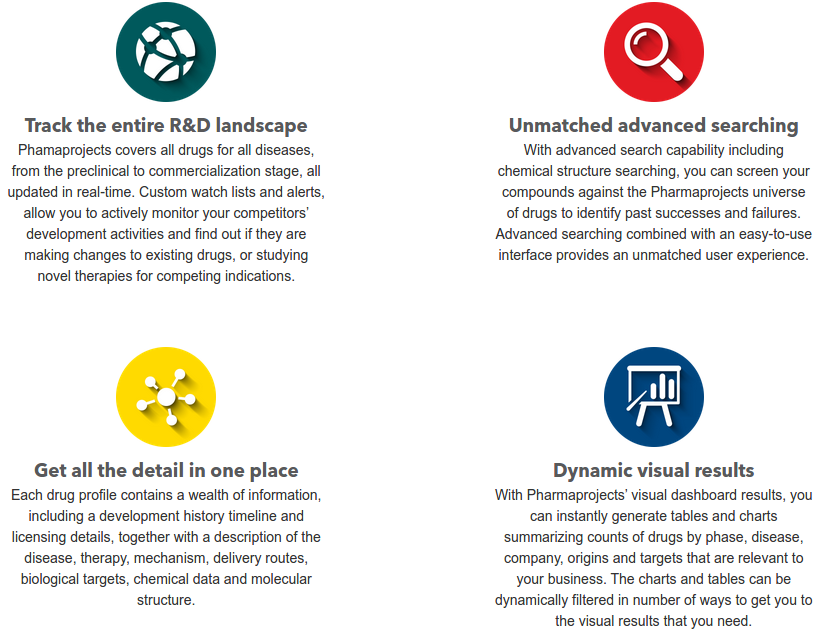 Track the entire R&D landscape
Phamaprojects covers all drugs for all diseases,
from the preclinical to commercialization stage, all
updated in real-time. Custom watch lists and alerts,
allow you to actively monitor your competitors'
development activities and find out if they are
making changes to existing drugs, or studying
novel therapies for competing indications.
Unmatched advanced searching
With advanced search capability including
chemical structure searching, you can screen your
compounds against the Pharmaprojects universe
of drugs to identify past successes and failures.
Advanced searching combined with an easy-to-use
interface provides an unmatched user experience.
Get all the detail in one place
Each drug profile contains a wealth of information,
including a development history timeline and
licensing details, together with a description of the
disease, therapy, mechanism, delivery routes,
biological targets, chemical data and molecular
structure.
Dynamic visual results
With Pharmaprojects' visual dashboard results, you
can instantly generate tables and charts
summarizing counts of drugs by phase, disease,
company, origins and targets that are relevant to
your business. The charts and tables can be
dynamically filtered in number of ways to get you to
the visual results that you need.